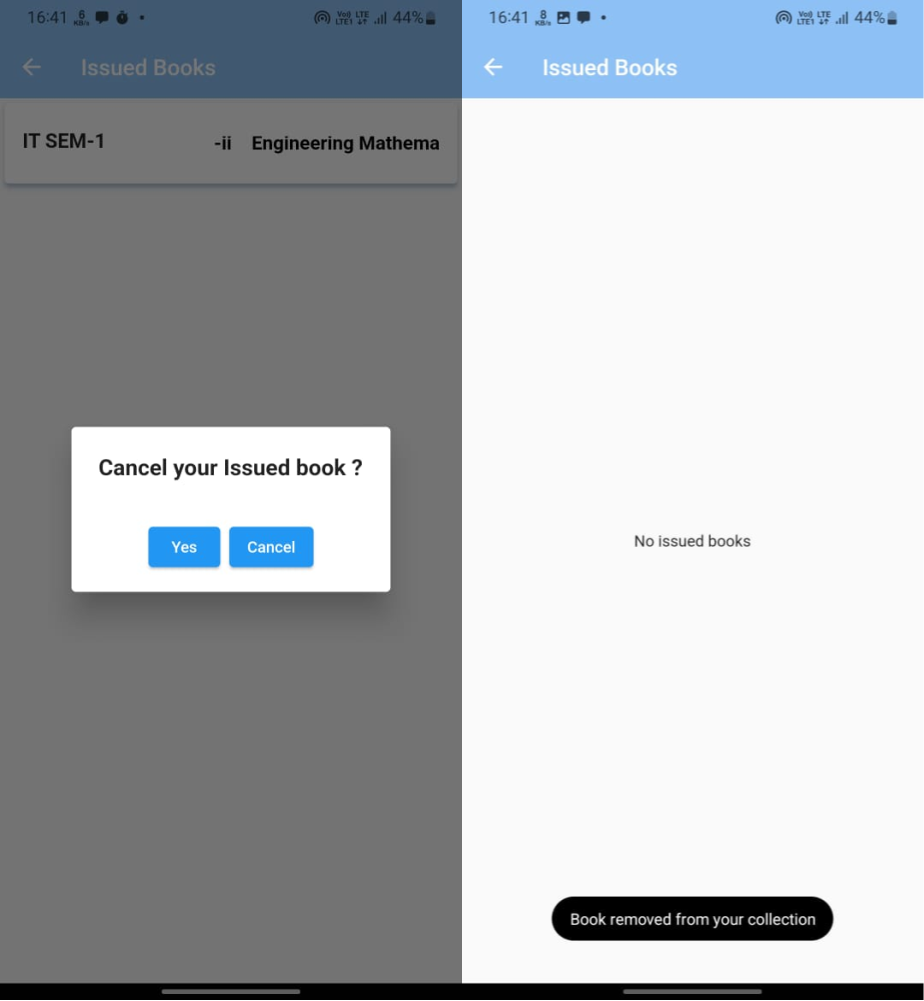 16:41 6 KB/s Vo)) LTE1 LTE 44%
Issued Books
IT SEM-1 -ii Engineering Mathema
Cancel your Issued book ?
Yes Cancel
16:41 8 KB/s Vo)) LTE1 LTE 44%
Issued Books
No issued books
Book removed from your collection